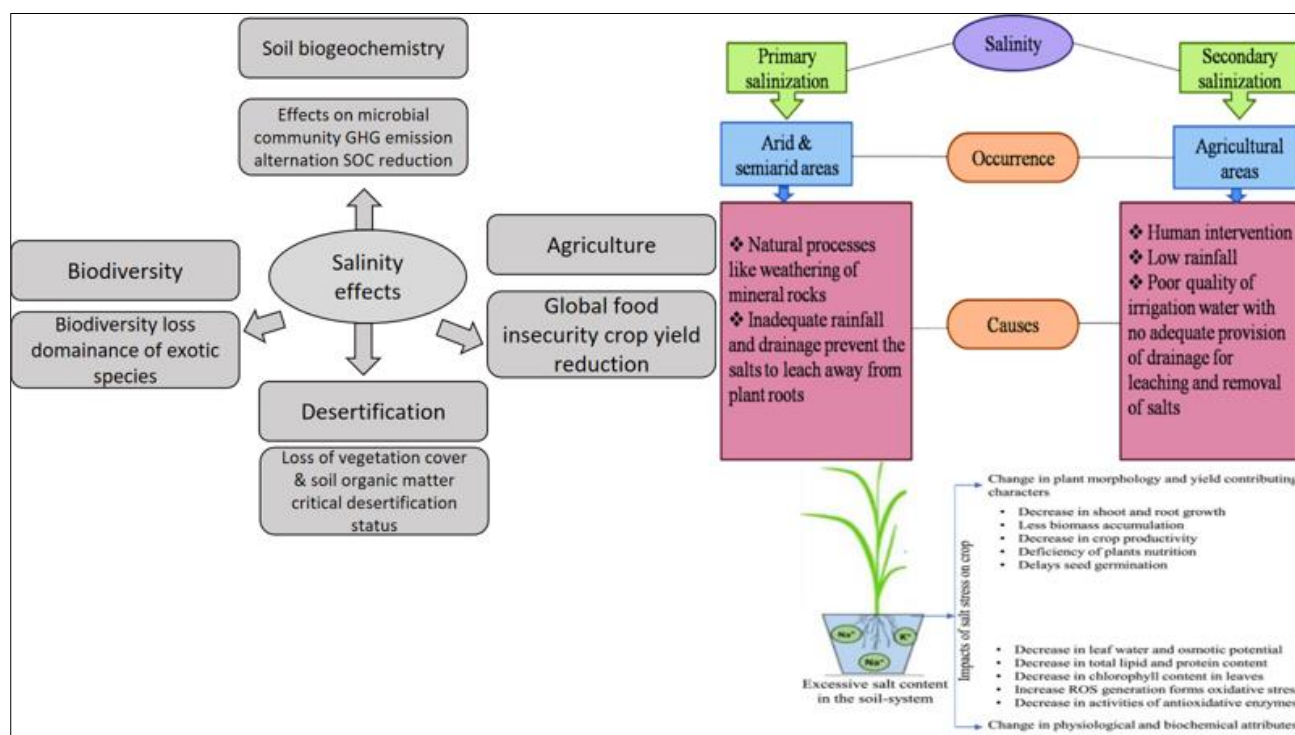 Soil biogeochemistry
Effects on microbial
community GHG emission
alternation SOC reduction
Biodiversity
Biodiversity loss
domainance of exotic
species
Salinity
effects
Agriculture
Global food
insecurity crop yield
reduction
Desertification
Loss of vegetation cover
& soil organic matter
critical desertification
status
Salinity
Primary
salinization
Secondary
salinization
Arid &
semiarid areas
Occurrence
Agricultural
areas
❖ Natural processes
like weathering of
mineral rocks
❖ Inadequate rainfall
and drainage prevent the
salts to leach away from
plant roots
Causes
❖ Human intervention
❖ Low rainfall
❖ Poor quality of
irrigation water with
no adequate provision
of drainage for
leaching and removal
of salts
Na⁺
K⁺
Na⁺
Excessive salt content
in the soil-system
Impacts of salt stress on crop
Change in plant morphology and yield contributing
characters
• Decrease in shoot and root growth
• Less biomass accumulation
• Decrease in crop productivity
• Deficiency of plants nutrition
• Delays seed germination
• Decrease in leaf water and osmotic potential
• Decrease in total lipid and protein content
• Decrease in chlorophyll content in leaves
• Increase ROS generation forms oxidative stres
• Decrease in activities of antioxidative enzymes
Change in physiological and biochemical attributes